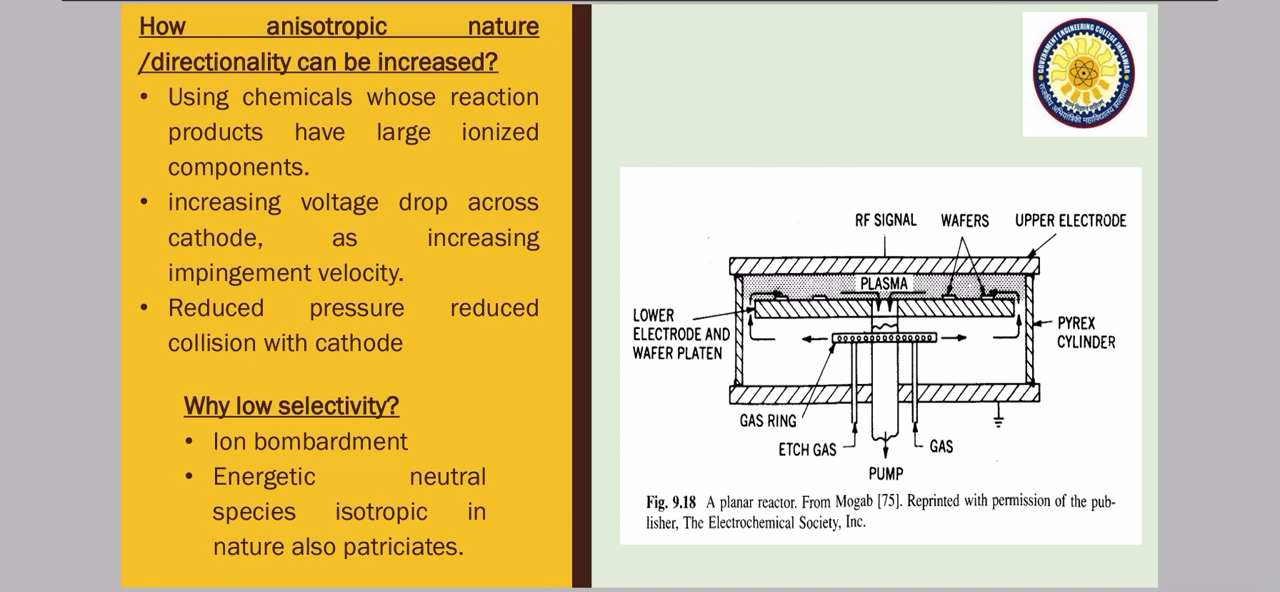 How anisotropic nature
/directionality can be increased?
• Using chemicals whose reaction
products have large ionized
components.
• increasing voltage drop across
cathode, as increasing
impingement velocity.
• Reduced pressure reduced
collision with cathode
Why low selectivity?
• Ion bombardment
• Energetic neutral
species isotropic in
nature also patriciates.
GOVERNMENT ENGINEERING COLLEGE JHALAWAR
RF SIGNAL
WAFERS
UPPER ELECTRODE
PLASMA
LOWER
ELECTRODE AND
WAFER PLATEN
PYREX
CYLINDER
GAS RING
ETCH GAS
GAS
PUMP
Fig. 9.18 A planar reactor. From Mogab [75]. Reprinted with permission of the pub-
lisher, The Electrochemical Society, Inc.